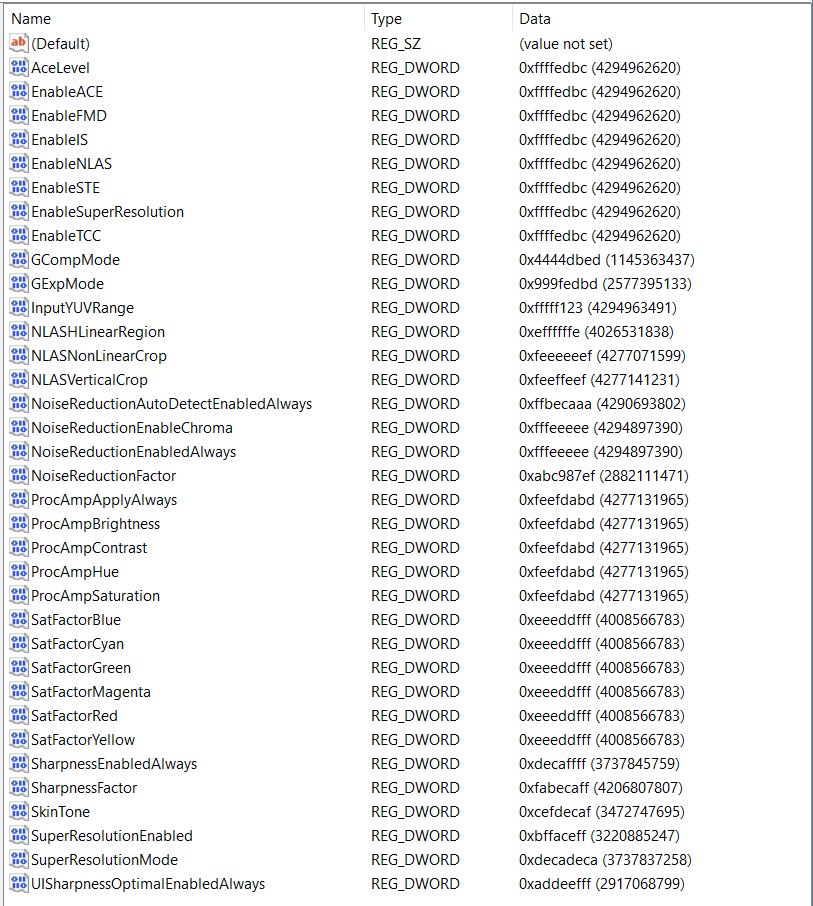 Name Type Data
(Default) REG_SZ (value not set)
AceLevel REG_DWORD 0xffffedbc (4294962620)
EnableACE REG_DWORD 0xffffedbc (4294962620)
EnableFMD REG_DWORD 0xffffedbc (4294962620)
EnableIS REG_DWORD 0xffffedbc (4294962620)
EnableNLAS REG_DWORD 0xffffedbc (4294962620)
EnableSTE REG_DWORD 0xffffedbc (4294962620)
EnableSuperResolution REG_DWORD 0xffffedbc (4294962620)
EnableTCC REG_DWORD 0xffffedbc (4294962620)
GCompMode REG_DWORD 0x4444dbed (1145363437)
GExpMode REG_DWORD 0x999fedbd (2577395133)
InputYUVRange REG_DWORD 0xfffff123 (4294963491)
NLASHLinearRegion REG_DWORD 0xeffffffe (4026531838)
NLASNonLinearCrop REG_DWORD 0xfeeeeeef (4277071599)
NLASVerticalCrop REG_DWORD 0xfeeffeef (4277141231)
NoiseReductionAutoDetectEnabledAlways REG_DWORD 0xffbecaaa (4290693802)
NoiseReductionEnableChroma REG_DWORD 0xfffeeeee (4294897390)
NoiseReductionEnabledAlways REG_DWORD 0xfffeeeee (4294897390)
NoiseReductionFactor REG_DWORD 0xabc987ef (2882111471)
ProcAmpApplyAlways REG_DWORD 0xfeefdabd (4277131965)
ProcAmpBrightness REG_DWORD 0xfeefdabd (4277131965)
ProcAmpContrast REG_DWORD 0xfeefdabd (4277131965)
ProcAmpHue REG_DWORD 0xfeefdabd (4277131965)
ProcAmpSaturation REG_DWORD 0xfeefdabd (4277131965)
SatFactorBlue REG_DWORD 0xeeeddfff (4008566783)
SatFactorCyan REG_DWORD 0xeeeddfff (4008566783)
SatFactorGreen REG_DWORD 0xeeeddfff (4008566783)
SatFactorMagenta REG_DWORD 0xeeeddfff (4008566783)
SatFactorRed REG_DWORD 0xeeeddfff (4008566783)
SatFactorYellow REG_DWORD 0xeeeddfff (4008566783)
SharpnessEnabledAlways REG_DWORD 0xdecaffff (3737845759)
SharpnessFactor REG_DWORD 0xfabecaff (4206807807)
SkinTone REG_DWORD 0xcefdecaf (3472747695)
SuperResolutionEnabled REG_DWORD 0xbffaceff (3220885247)
SuperResolutionMode REG_DWORD 0xdecadeca (3737837258)
UISharpnessOptimalEnabledAlways REG_DWORD 0xaddeefff (2917068799)